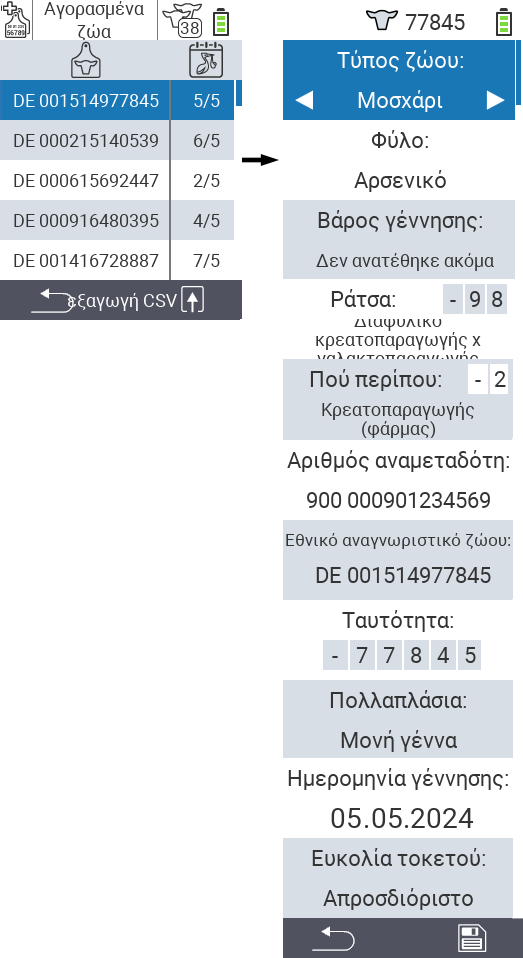 56789
Αγορασμένα
ζώα
38
DE 001514977845 5/5
DE 000215140539 6/5
DE 000615692447 2/5
DE 000916480395 4/5
DE 001416728887 7/5
εξαγωγή CSV
77845
Τύπος ζώου:
Μοσχάρι
Φύλο:
Αρσενικό
Βάρος γέννησης:
Δεν ανατέθηκε ακόμα
Ράτσα: - 9 8
Διαφυλικό
κρεατοπαραγωγής x
γαλακτοπαραγωγής
Πού περίπου: - 2
Κρεατοπαραγωγής
(φάρμας)
Αριθμός αναμεταδότη:
900 000901234569
Εθνικό αναγνωριστικό ζώου:
DE 001514977845
Ταυτότητα:
- 7 7 8 4 5
Πολλαπλάσια:
Μονή γέννα
Ημερομηνία γέννησης:
05.05.2024
Ευκολία τοκετού:
Απροσδιόριστο